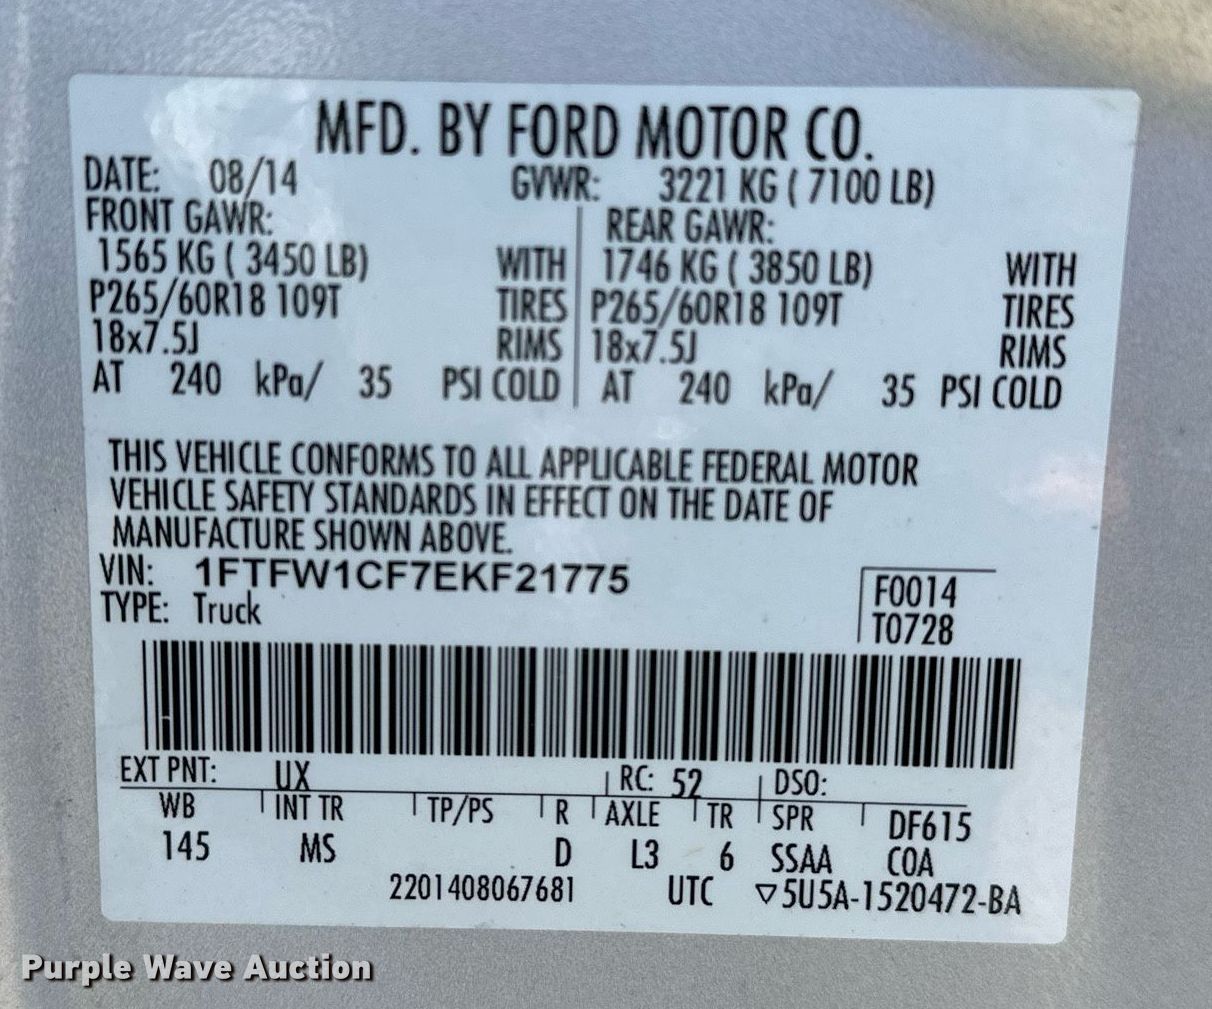 MFD. BY FORD MOTOR CO.
DATE: 08/14 GVWR: 3221 KG ( 7100 LB)
FRONT GAWR: REAR GAWR:
1565 KG ( 3450 LB) WITH 1746 KG ( 3850 LB) WITH
P265/60R18 109T TIRES P265/60R18 109T TIRES
18x7.5J RIMS 18x7.5J RIMS
AT 240 kPa/ 35 PSI COLD AT 240 kPa/ 35 PSI COLD
THIS VEHICLE CONFORMS TO ALL APPLICABLE FEDERAL MOTOR
VEHICLE SAFETY STANDARDS IN EFFECT ON THE DATE OF
MANUFACTURE SHOWN ABOVE.
VIN: 1FTFW1CF7EKF21775
TYPE: Truck
F0014
T0728
EXT PNT: UX RC: 52 DSO:
WB INT TR TP/PS R AXLE TR SPR DF615
145 MS D L3 6 SSAA COA
2201408067681 UTC ▽5U5A-1520472-BA
Purple Wave Auction